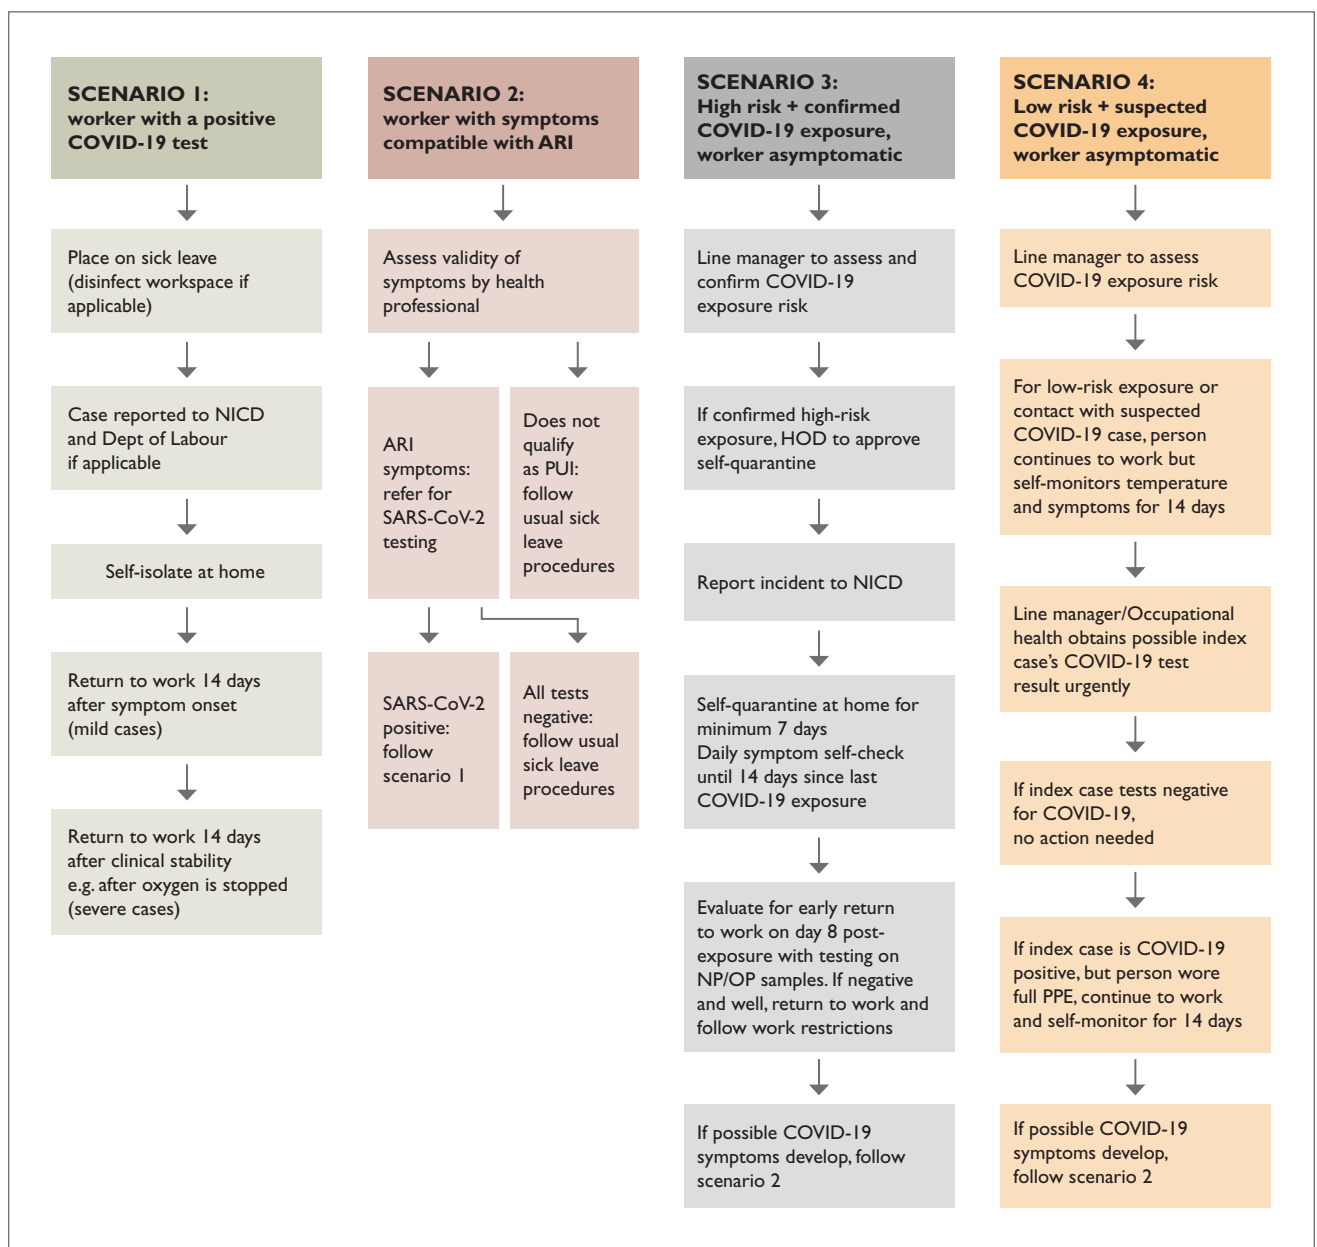 SCENARIO 1:
worker with a positive
COVID-19 test
Place on sick leave
(disinfect workspace if
applicable)
Case reported to NICD
and Dept of Labour
if applicable
Self-isolate at home
Return to work 14 days
after symptom onset
(mild cases)
Return to work 14 days
after clinical stability
e.g. after oxygen is stopped
(severe cases)
SCENARIO 2:
worker with symptoms
compatible with ARI
Assess validity of
symptoms by health
professional
ARI
symptoms:
refer for
SARS-CoV-2
testing
Does not
qualify
as PUI:
follow
usual sick
leave
procedures
SARS-CoV-2
positive:
follow
scenario 1
All tests
negative:
follow usual
sick leave
procedures
SCENARIO 3:
High risk + confirmed
COVID-19 exposure,
worker asymptomatic
Line manager to assess and
confirm COVID-19
exposure risk
If confirmed high-risk
exposure, HOD to approve
self-quarantine
Report incident to NICD
Self-quarantine at home for
minimum 7 days
Daily symptom self-check
until 14 days since last
COVID-19 exposure
Evaluate for early return
to work on day 8 post-
exposure with testing on
NP/OP samples. If negative
and well, return to work and
follow work restrictions
If possible COVID-19
symptoms develop, follow
scenario 2
SCENARIO 4:
Low risk + suspected
COVID-19 exposure,
worker asymptomatic
Line manager to assess
COVID-19 exposure risk
For low-risk exposure or
contact with suspected
COVID-19 case, person
continues to work but
self-monitors temperature
and symptoms for 14 days
Line manager/Occupational
health obtains possible index
case's COVID-19 test
result urgently
If index case tests negative
for COVID-19,
no action needed
If index case is COVID-19
positive, but person wore
full PPE, continue to work
and self-monitor for 14 days
If possible COVID-19
symptoms develop,
follow scenario 2